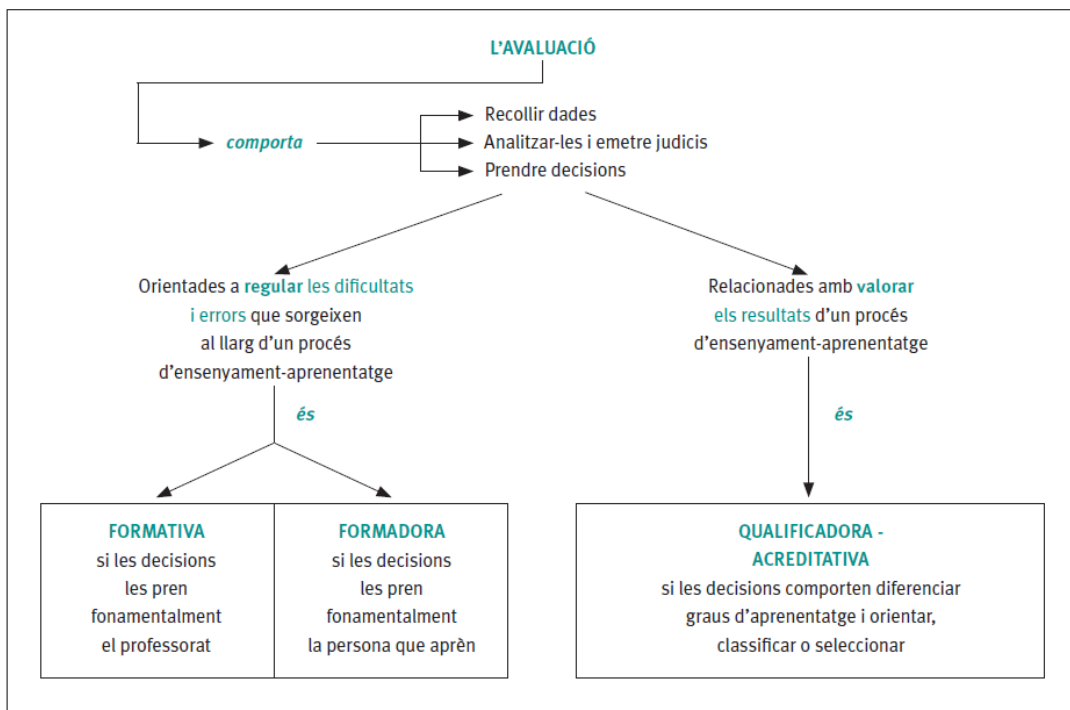 L'AVALUACIÓ
comporta
Recollir dades
Analitzar-les i emetre judicis
Prendre decisions
Orientades a regular les dificultats
i errors que sorgeixen
al llarg d'un procés
d'ensenyament-aprenentatge
Relacionades amb valorar
els resultats d'un procés
d'ensenyament-aprenentatge
és
és
FORMATIVA
si les decisions
les pren
fonamentalment
el professorat
FORMADORA
si les decisions
les pren
fonamentalment
la persona que aprèn
QUALIFICADORA -
ACREDITATIVA
si les decisions comporten diferenciar
graus d'aprenentatge i orientar,
classificar o seleccionar